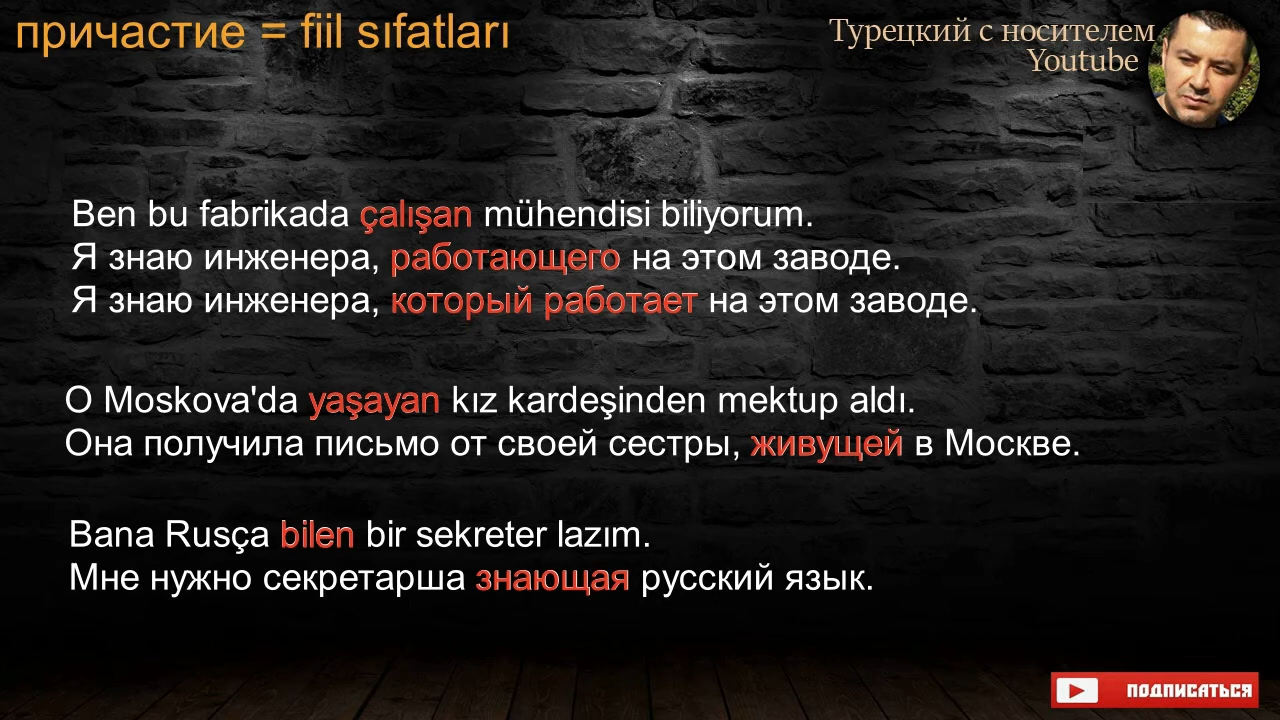 причастие = fiil sıfatları
Турецкий с носителем
Youtube
Ben bu fabrikada çalışan mühendisi biliyorum.
Я знаю инженера, работающего на этом заводе.
Я знаю инженера, который работает на этом заводе.
O Moskova'da yaşayan kız kardeşinden mektup aldı.
Она получила письмо от своей сестры, живущей в Москве.
Bana Rusça bilen bir sekreter lazım.
Мне нужно секретарша знающая русский язык.
ПОДПИСАТЬСЯ